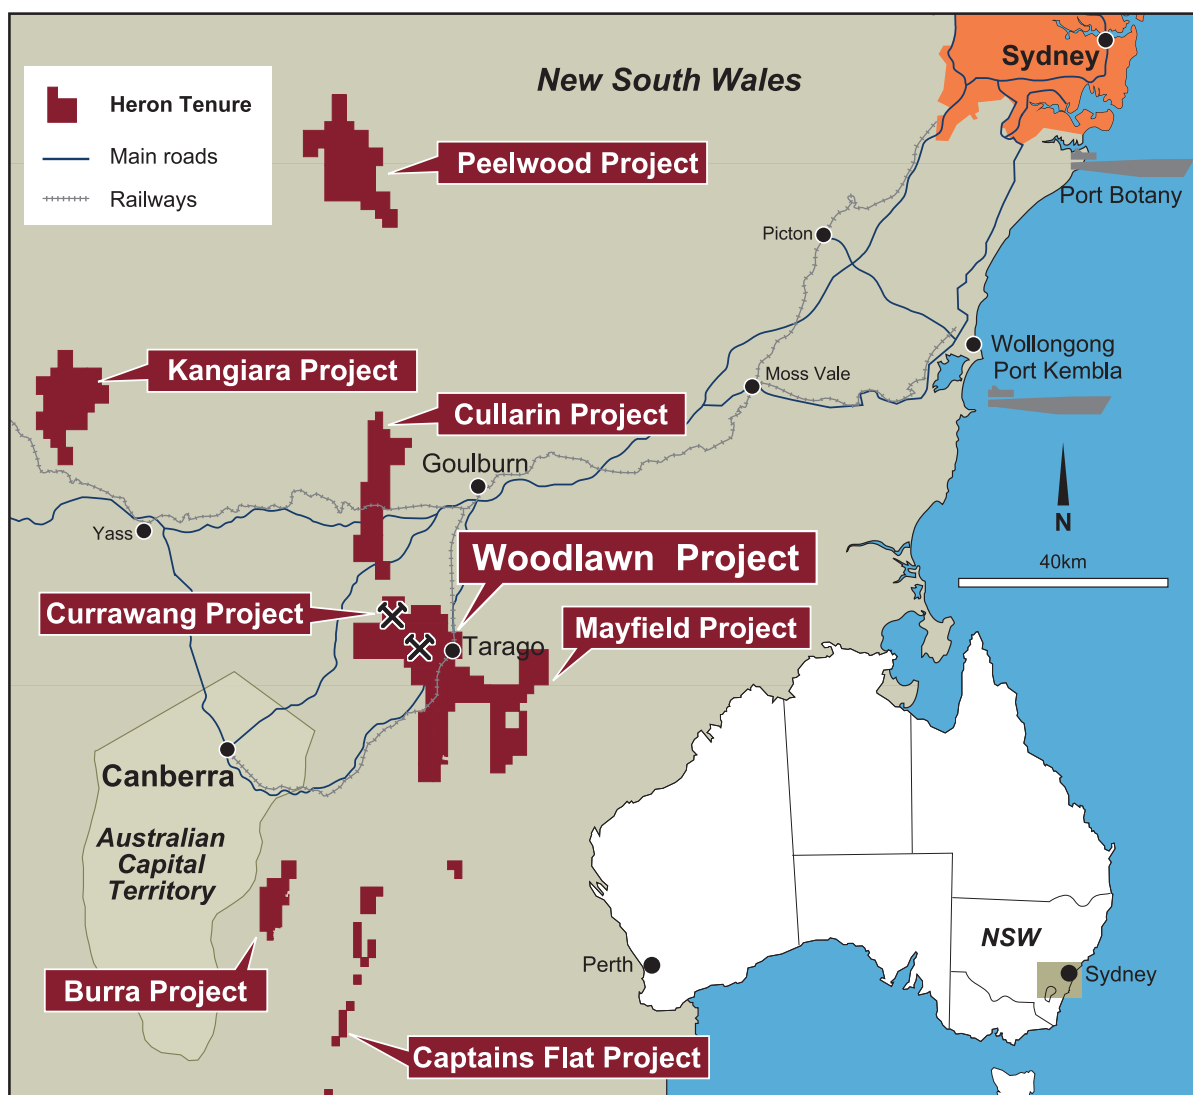 Sydney
New South Wales
Heron Tenure
Main roads
Railways
Peelwood Project
Port Botany
Picton
Wollongong
Port Kembla
Kangiara Project
Moss Vale
Cullarin Project
Goulburn
N
40km
Yass
Woodlawn Project
Currawang Project
Mayfield Project
Tarago
Canberra
Australian
Capital
Territory
NSW
Perth
Sydney
Burra Project
Captains Flat Project